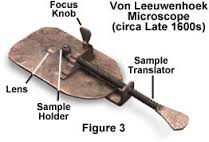 Focus
Knob
Von Leeuwenhoek
Microscope
(circa Late 1600s)
Sample
Translator
Lens
Sample
Holder
Figure 3